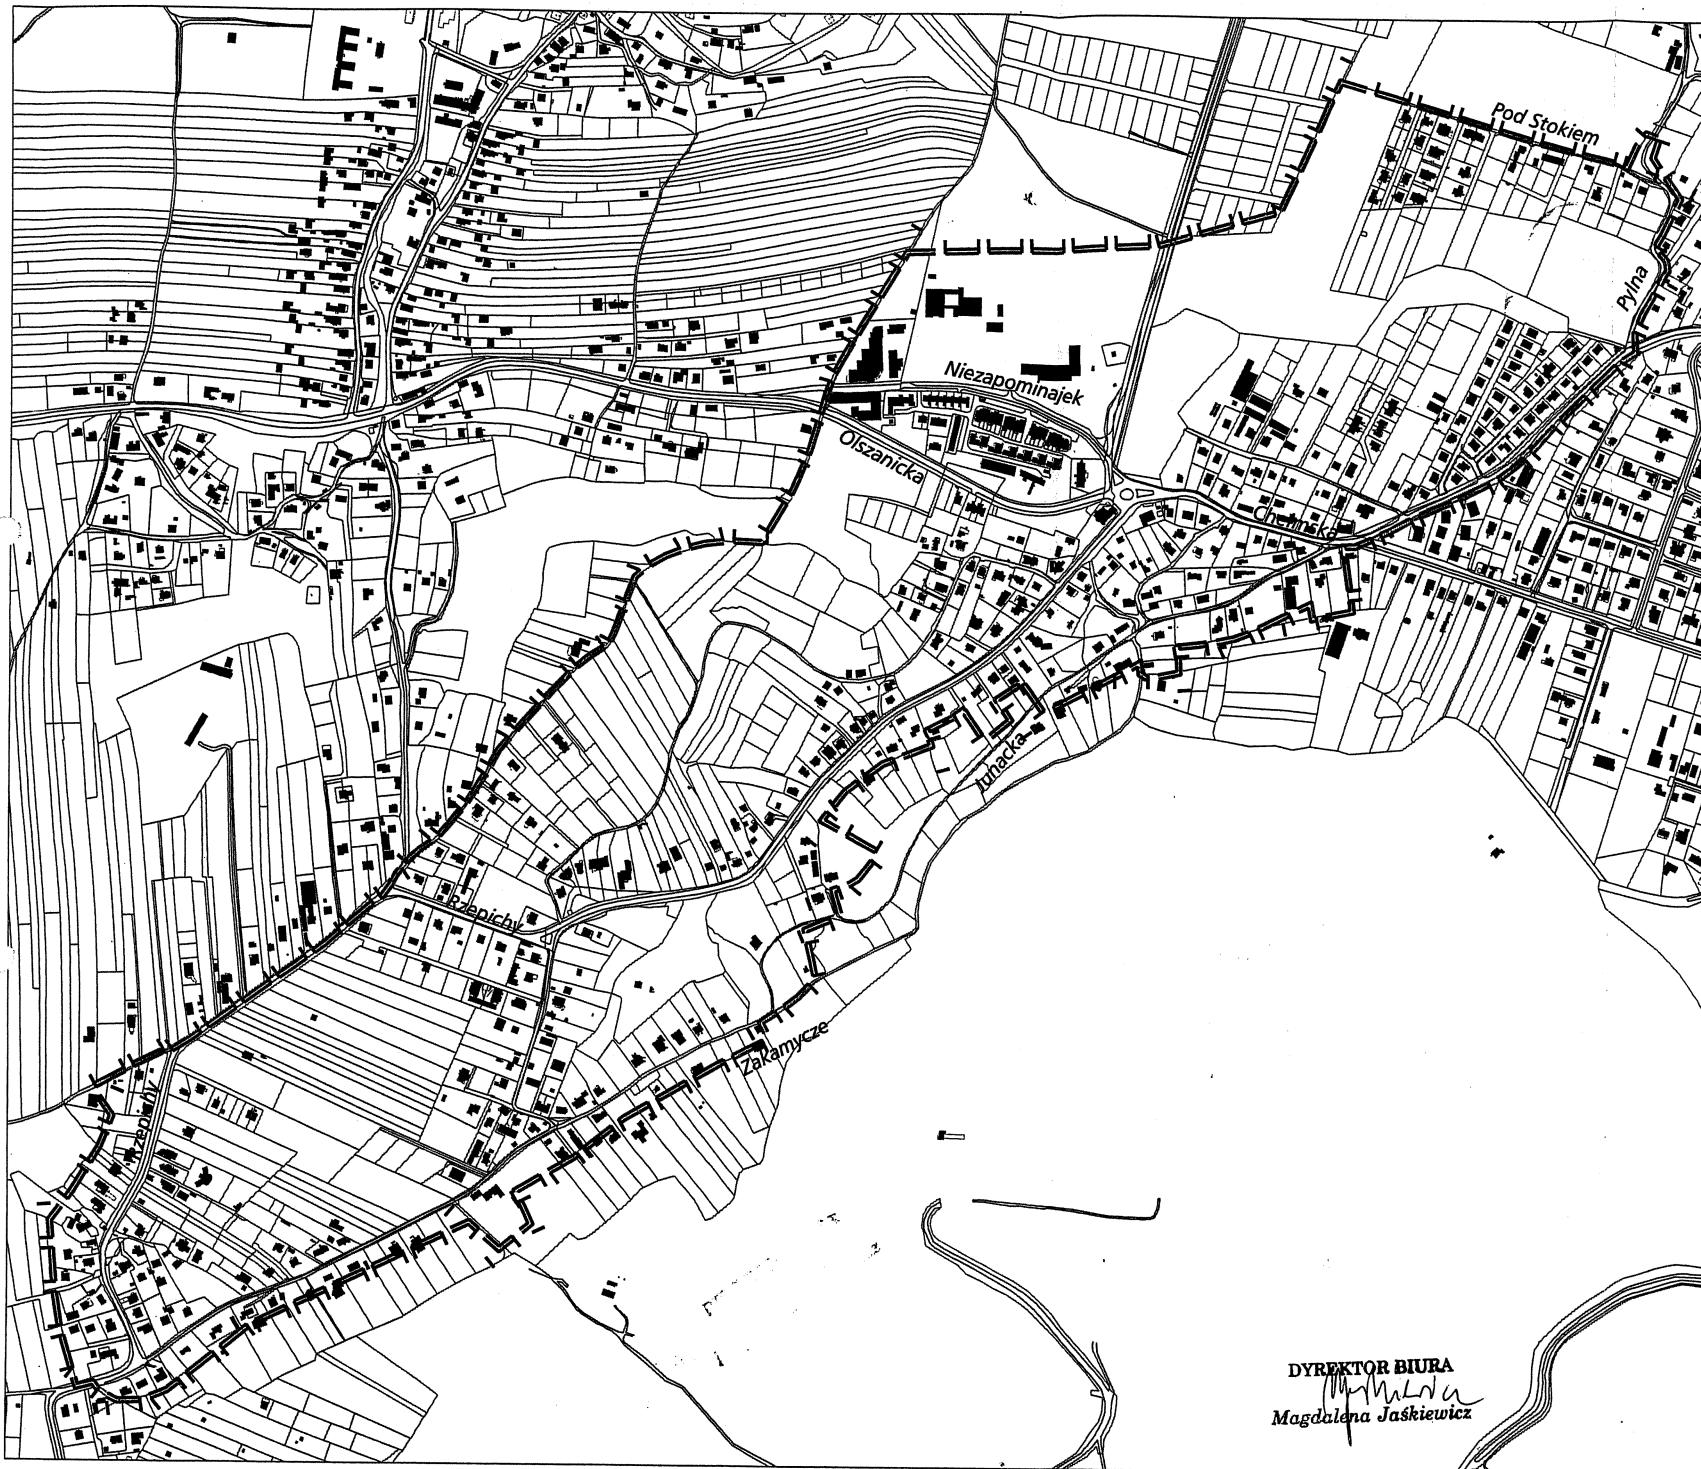 Pod Stokiem
Pylna
Niezapominajek
Olszanicka
Chełmska
Junacka
Rzepichy
Zakamycze
Rzepichy
DYREKTOR BIURA
Magdalena Jaśkiewicz